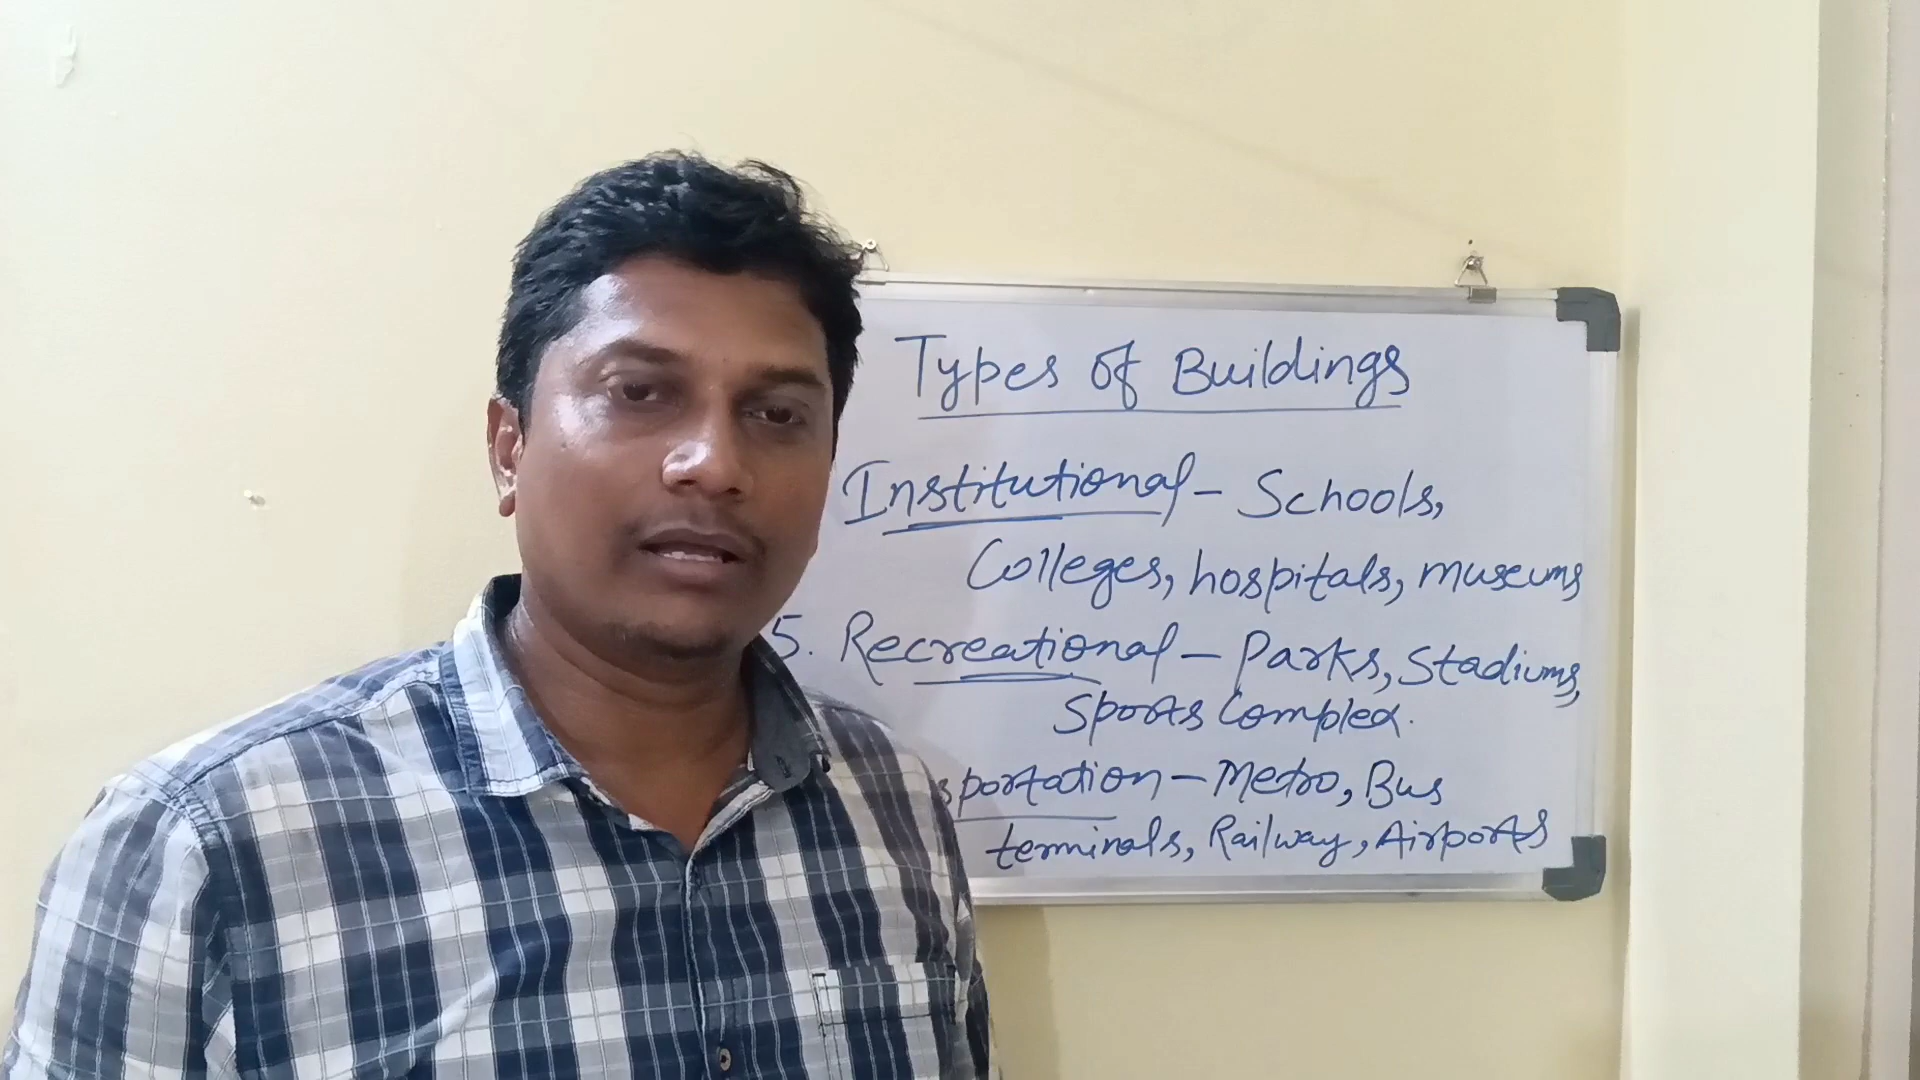 Types of Buildings
Institutional - Schools,
Colleges, hospitals, museums
5. Recreational - Parks, Stadiums,
Sports Complex.
sportation - Metro, Bus
terminals, Railway, Airports